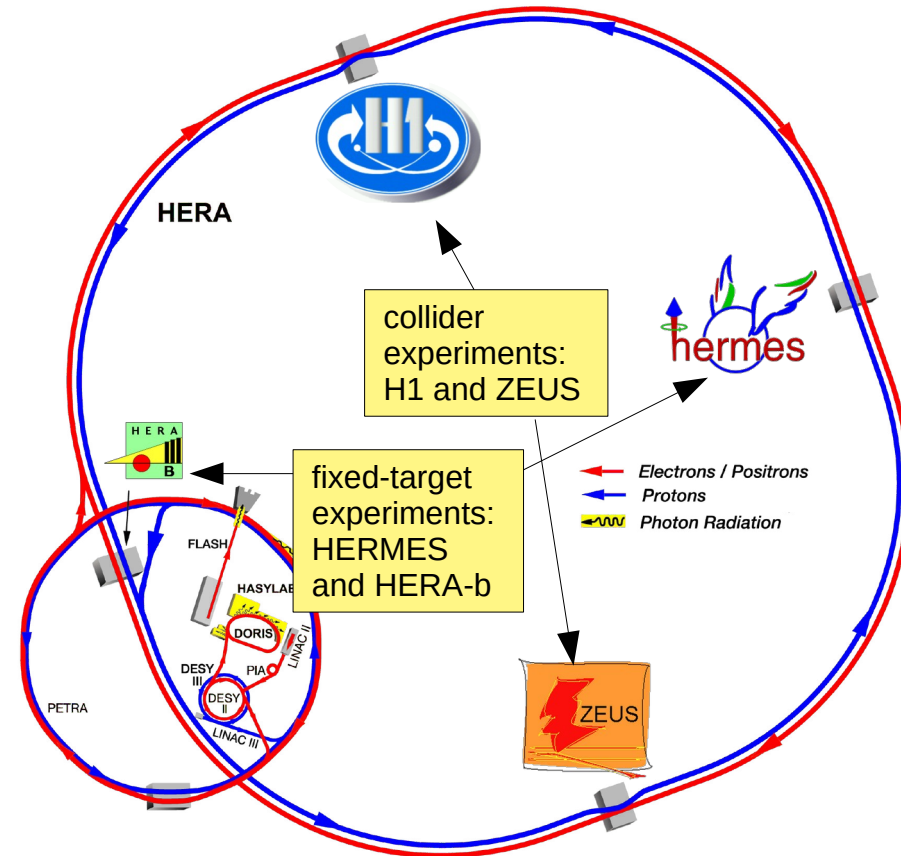 H1
HERA
collider
experiments:
H1 and ZEUS
hermes
HERA
B
fixed-target
experiments:
HERMES
and HERA-b
Electrons / Positrons
Protons
Photon Radiation
FLASH
HASYLAB
DORIS
LINAC II
PIA
DESY
III
DESY
II
LINAC III
PETRA
ZEUS